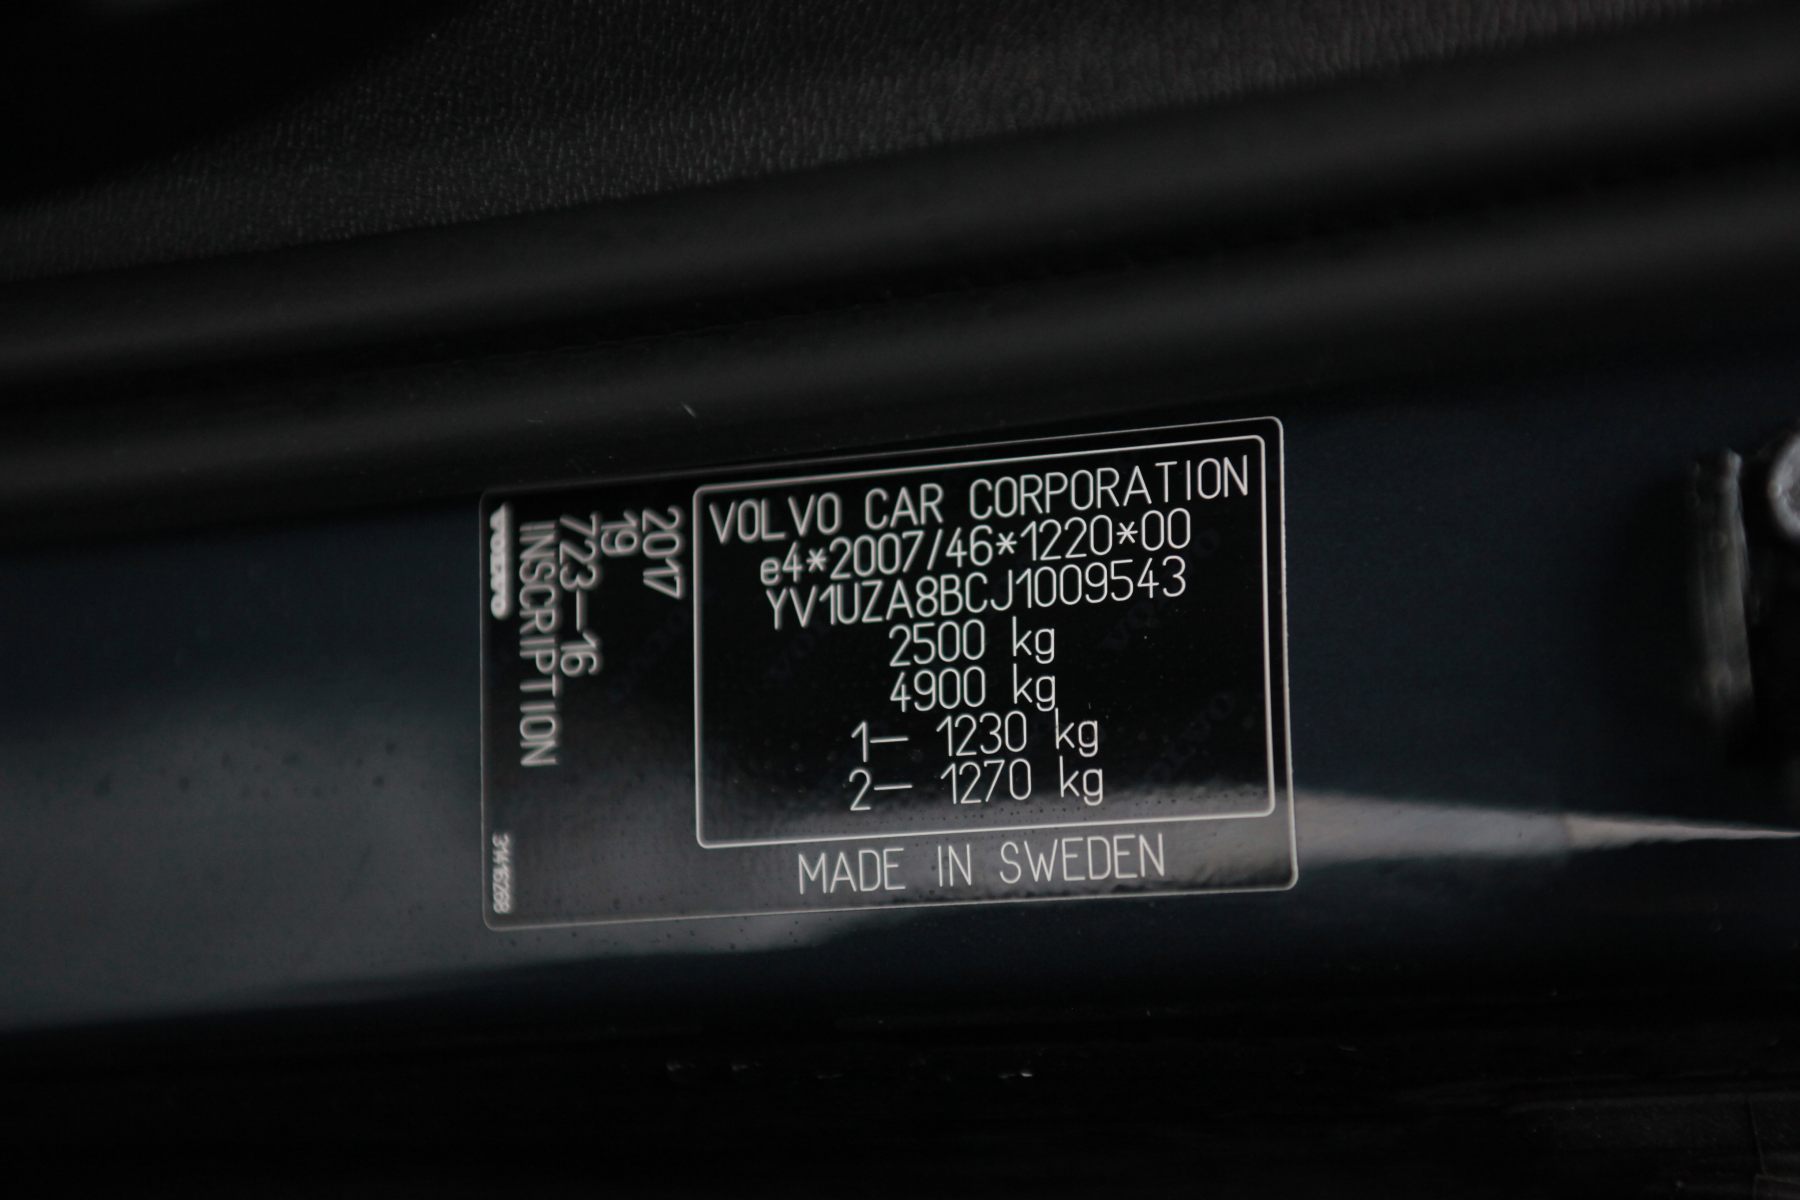 VOLVO CAR CORPORATION
e4*2007/46*1220*00
YV1UZA8BCJ1009543
2500 kg
4900 kg
1— 1230 kg
2— 1270 kg
MADE IN SWEDEN
2017
19
723-16
INSCRIPTION
VOLVO